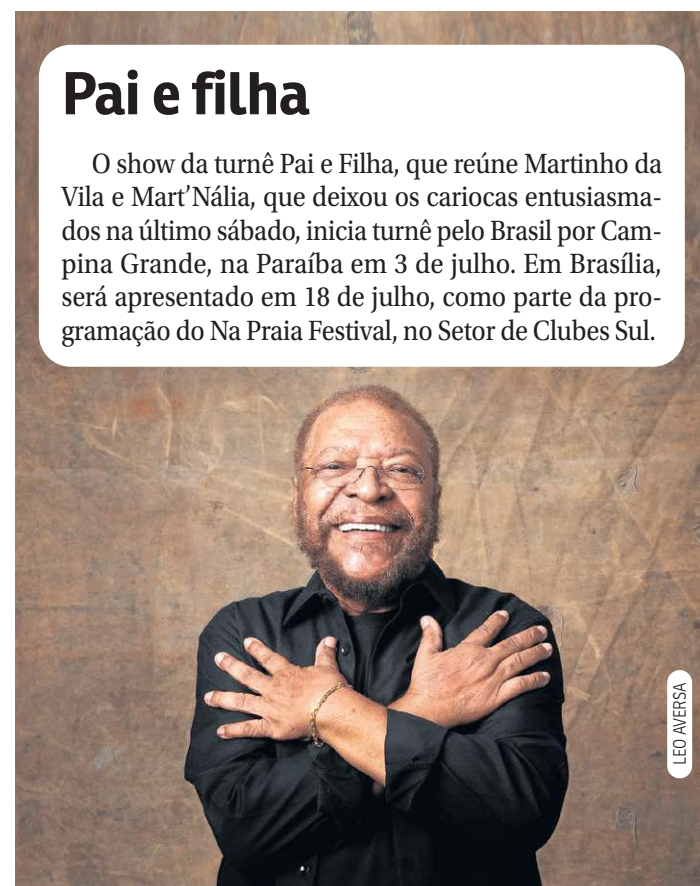 Pai e filha
O show da turnê Pai e Filha, que reúne Martinho da
Vila e Mart’Nália, que deixou os cariocas entusiasma-
dos na último sábado, inicia turnê pelo Brasil por Cam-
pina Grande, na Paraíba em 3 de julho. Em Brasília,
será apresentado em 18 de julho, como parte da pro-
gramação do Na Praia Festival, no Setor de Clubes Sul.
LEO AVERSA